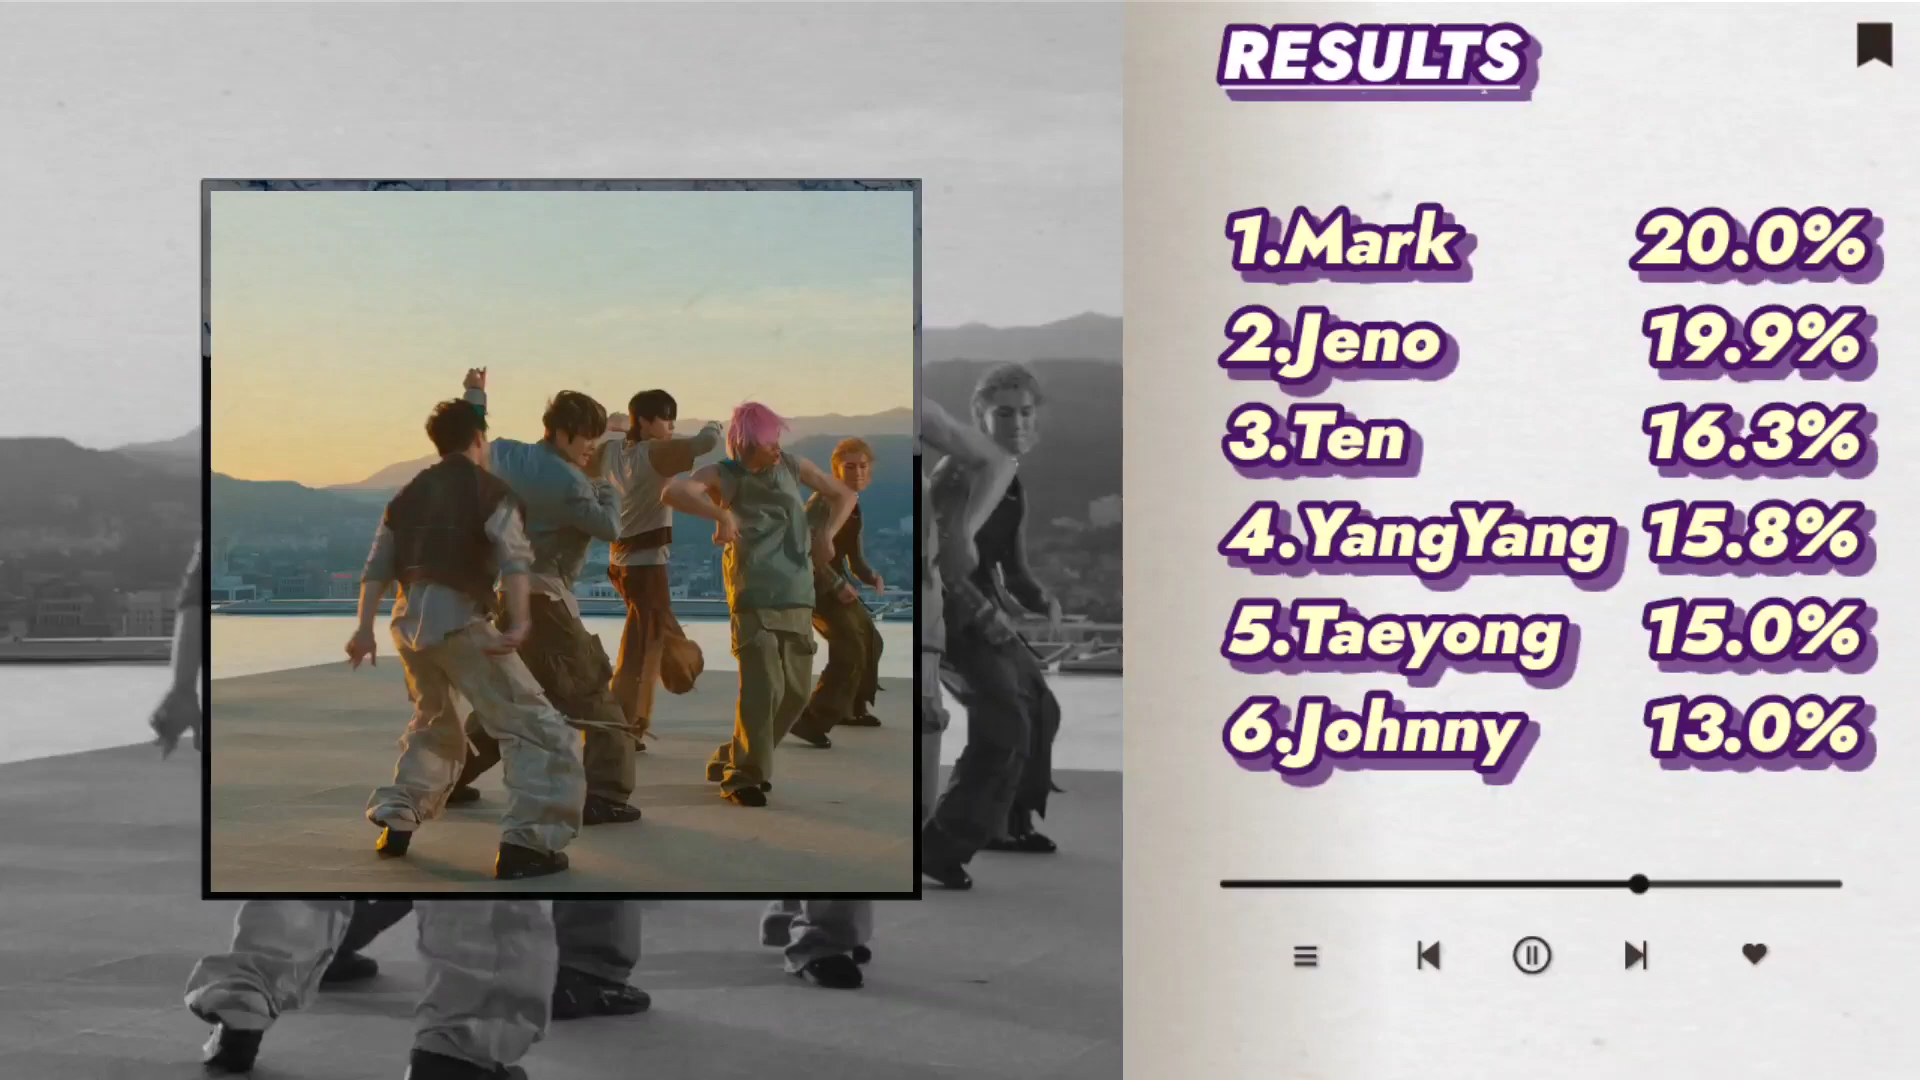 RESULTS
1.Mark 20.0%
2.Jeno 19.9%
3.Ten 16.3%
4.YangYang 15.8%
5.Taeyong 15.0%
6.Johnny 13.0%